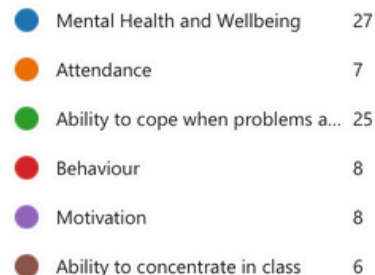 Mental Health and Wellbeing 27
Attendance 7
Ability to cope when problems a... 25
Behaviour 8
Motivation 8
Ability to concentrate in class 6